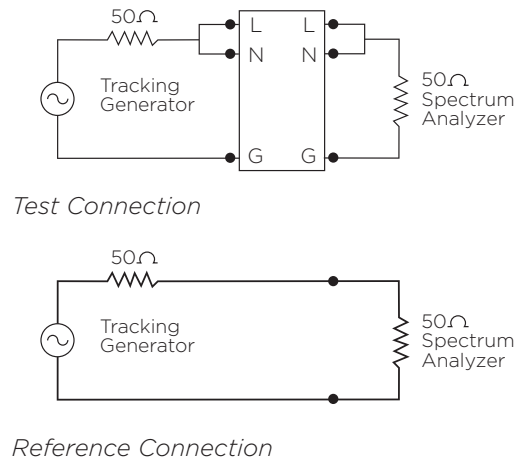 50Ω
L
L
N
N
Tracking
Generator
50Ω
Spectrum
Analyzer
G
G
Test Connection
50Ω
Tracking
Generator
50Ω
Spectrum
Analyzer
Reference Connection